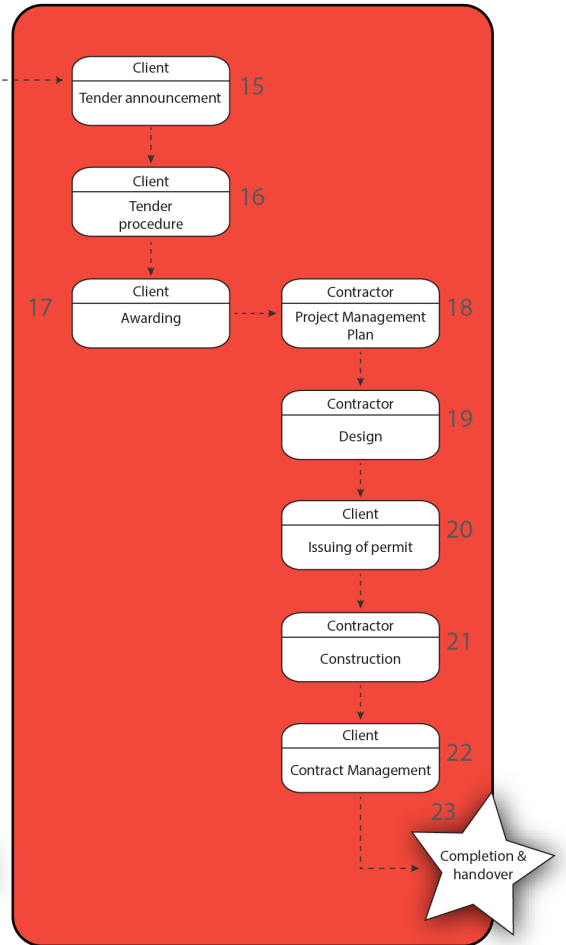 Client
Tender announcement
15
Client
Tender
procedure
16
17
Client
Awarding
Contractor
Project Management
Plan
18
Contractor
Design
19
Client
Issuing of permit
20
Contractor
Construction
21
Client
Contract Management
22
23
Completion &
handover